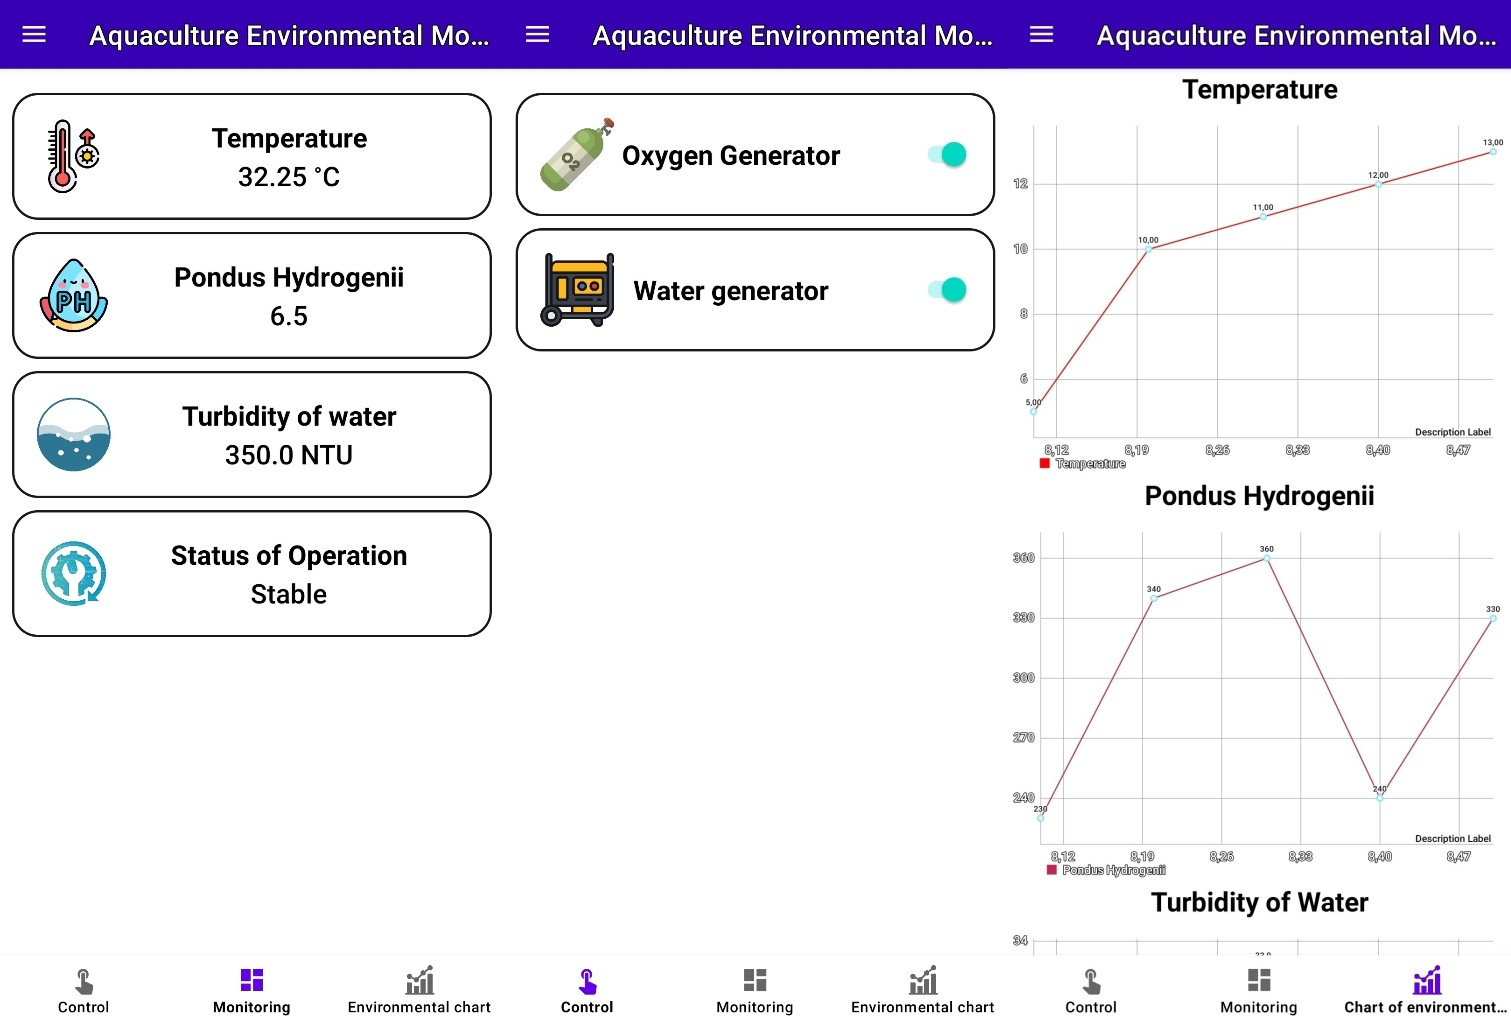 Aquaculture Environmental Mo...
Temperature
32.25 °C
PH
Pondus Hydrogenii
6.5
Turbidity of water
350.0 NTU
Status of Operation
Stable
Control
Monitoring
Environmental chart
Aquaculture Environmental Mo...
O2
Oxygen Generator
Water generator
Control
Monitoring
Environmental chart
Aquaculture Environmental Mo...
Temperature
13,00
12,00
12
11,00
10,00
10
8
6
5,00
Description Label
8,12 8,19 8,26 8,33 8,40 8,47
Temperature
Pondus Hydrogenii
360
360
340
330
330
300
270
240
240
230
Description Label
8,12 8,19 8,26 8,33 8,40 8,47
Pondus Hydrogenii
Turbidity of Water
34
Control
Monitoring
Chart of environment...